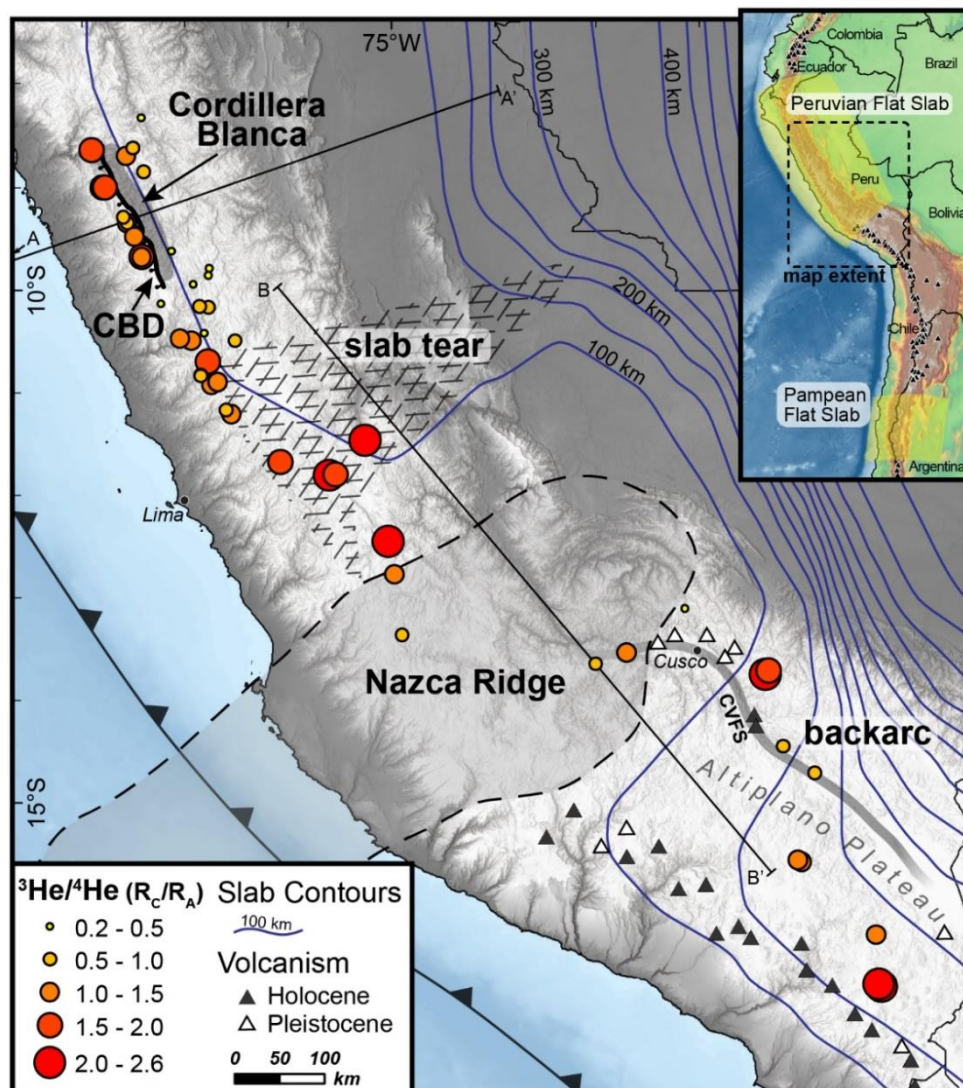 75°W
300 km
400 km
A'
Cordillera
Blanca
A
10°S
CBD
B
200 km
slab tear
100 km
Lima
Nazca Ridge
Cusco
CVFS
backarc
Altiplano Plateau
15°S
B'
³He/⁴He (R_C/R_A)
0.2 - 0.5
0.5 - 1.0
1.0 - 1.5
1.5 - 2.0
2.0 - 2.6
Slab Contours
100 km
Volcanism
Holocene
Pleistocene
0 50 100
km
Colombia
Ecuador
Brazil
Peruvian Flat Slab
Peru
Bolivia
map extent
Chile
Pampean
Flat Slab
Argentina